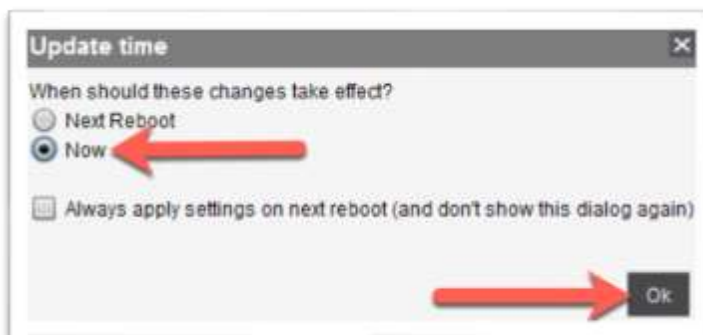 Update time
When should these changes take effect?
Next Reboot
Now
Always apply settings on next reboot (and don't show this dialog again)
Ok